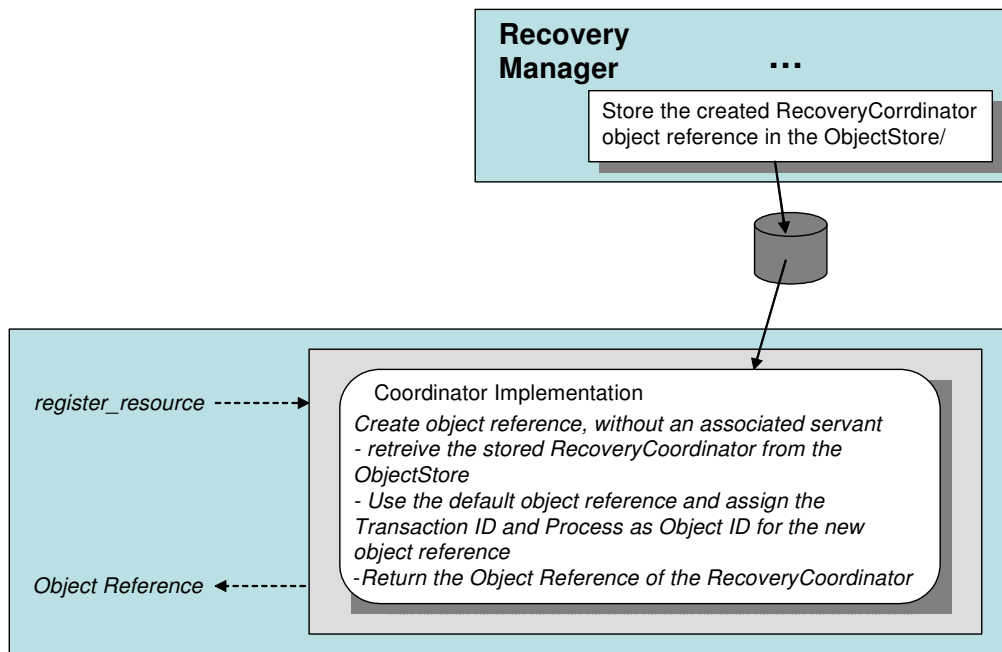 Recovery
Manager
...
Store the created RecoveryCorrdinator
object reference in the ObjectStore/
register_resource
Object Reference
Coordinator Implementation
Create object reference, without an associated servant
- retreive the stored RecoveryCoordinator from the
ObjectStore
- Use the default object reference and assign the
Transaction ID and Process as Object ID for the new
object reference
-Return the Object Reference of the RecoveryCoordinator